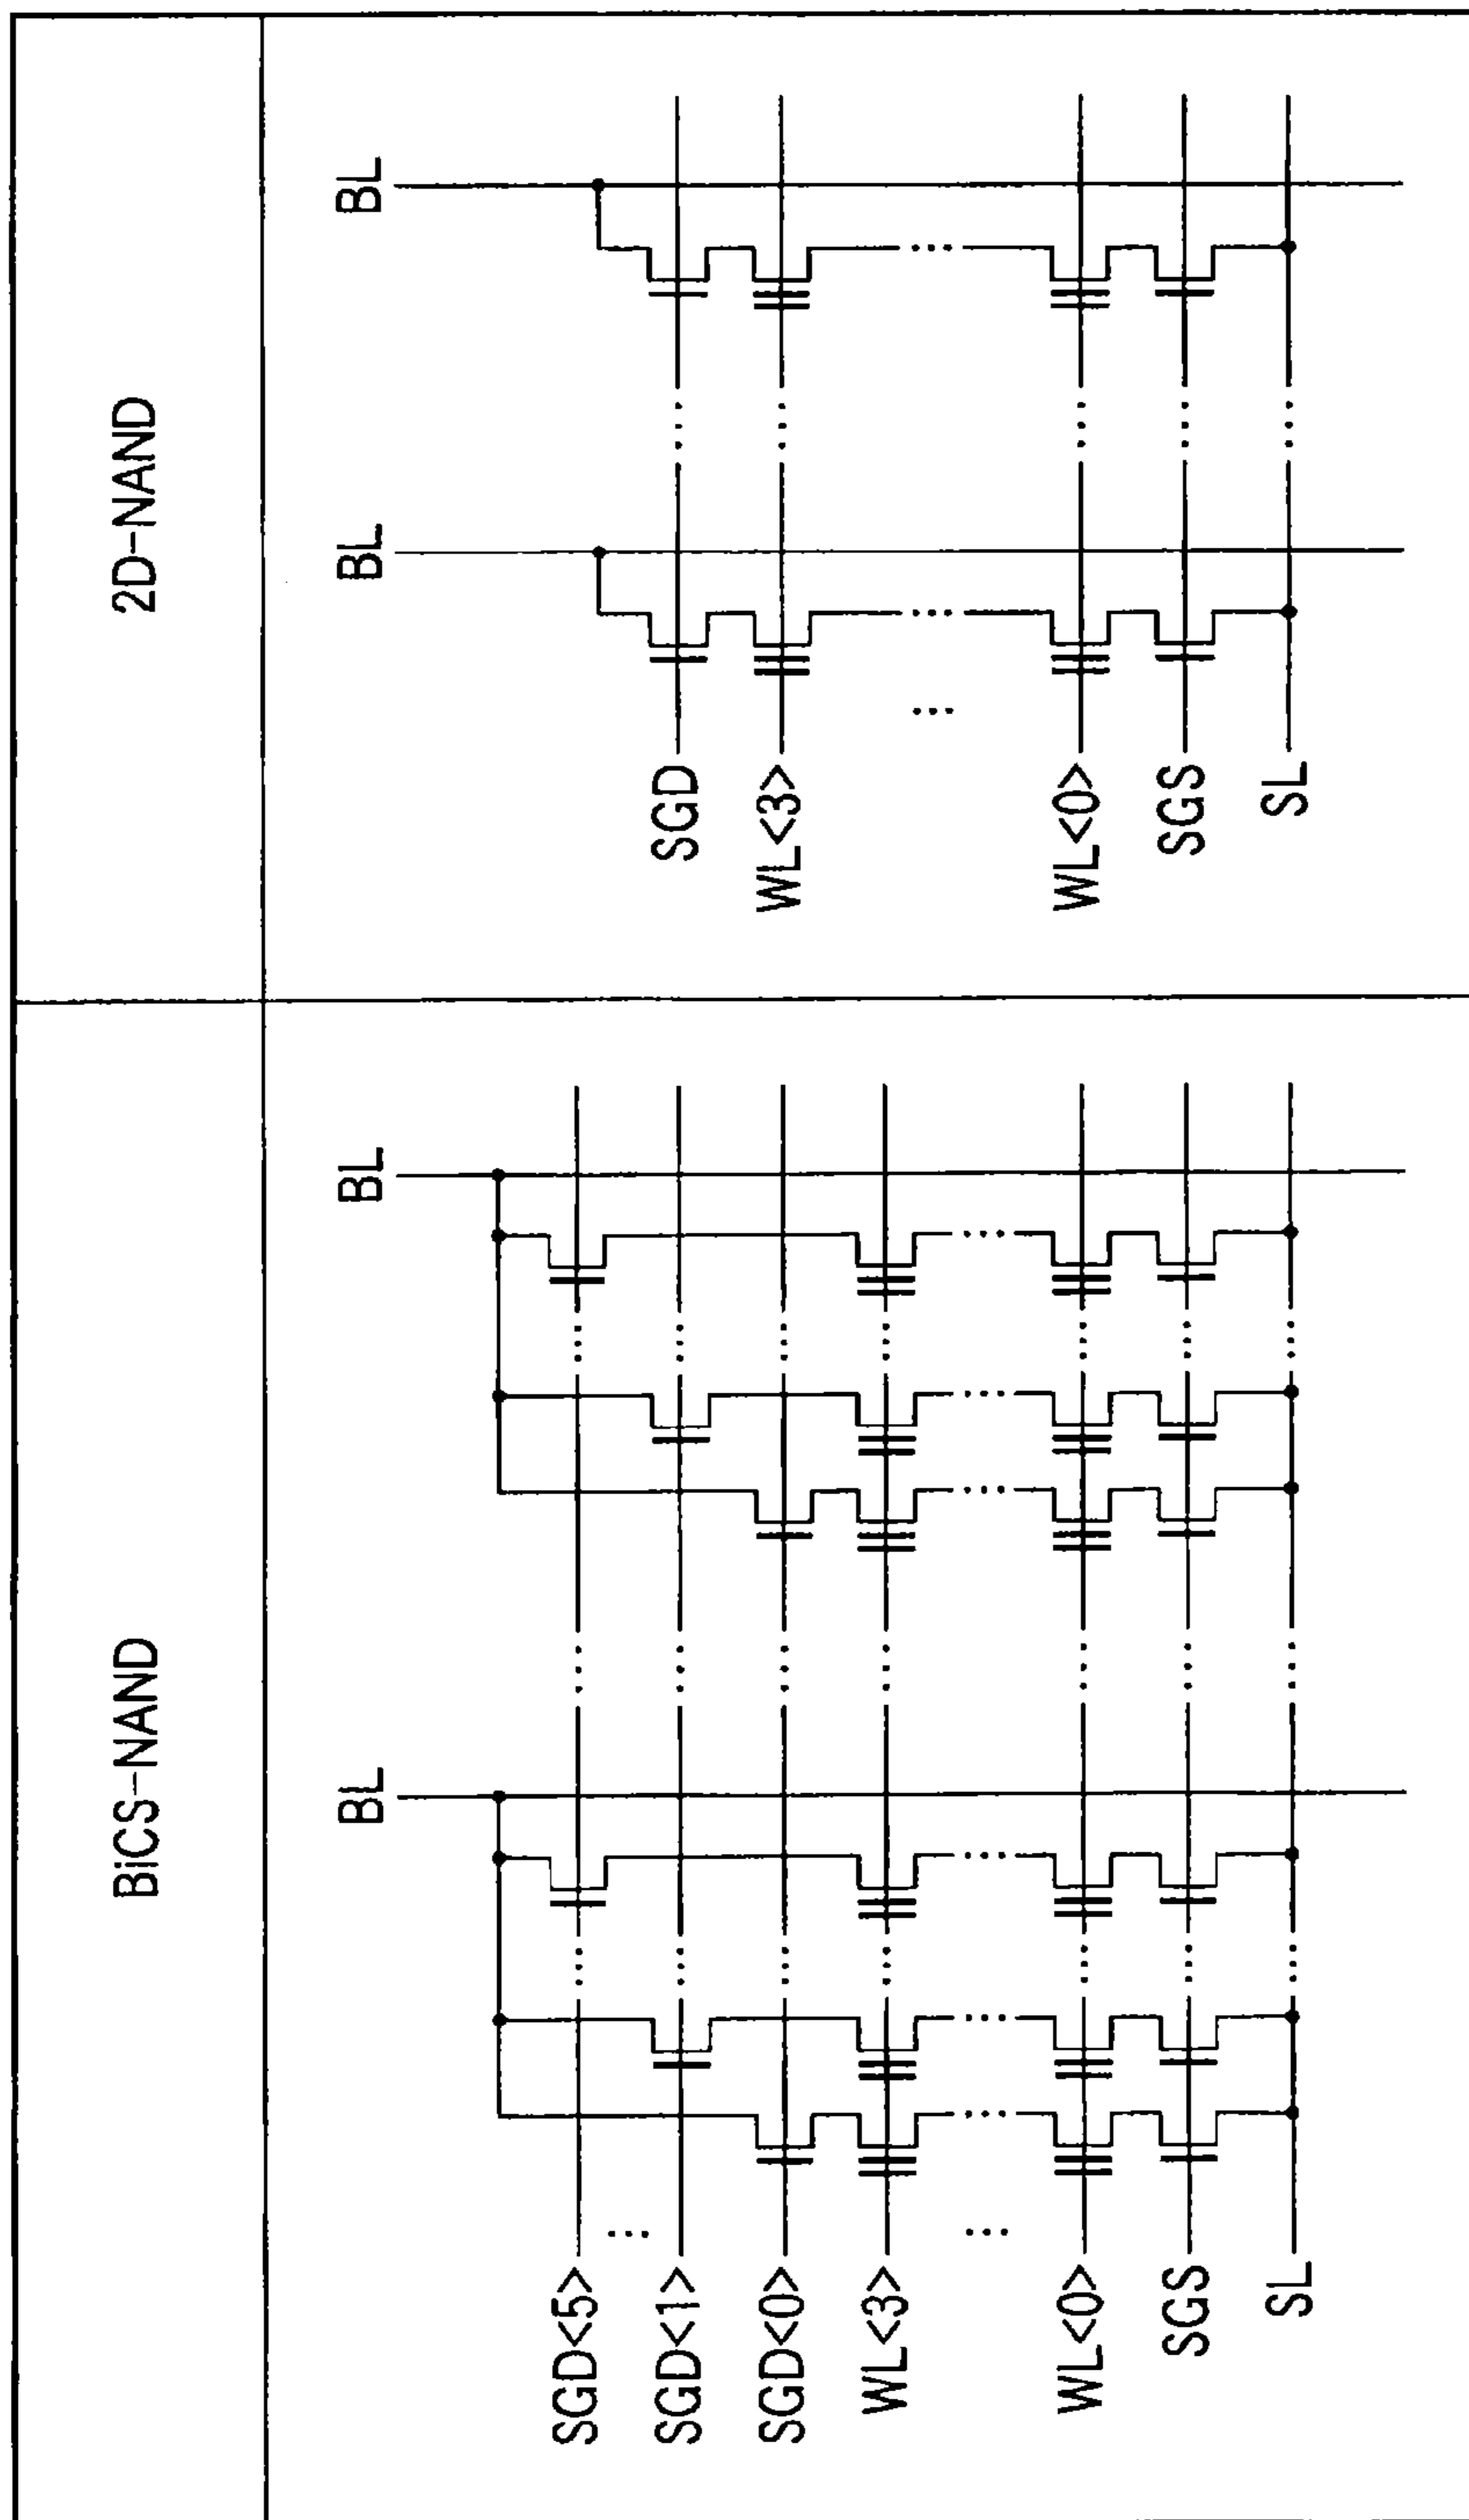 BiCS-NAND
BL
BL
SGD<5>
...
SGD<1>
SGD<0>
WL<3>
...
WL<0>
SGS
SL
2D-NAND
BL
BL
SGD
WL<3>
...
WL<0>
SGS
SL